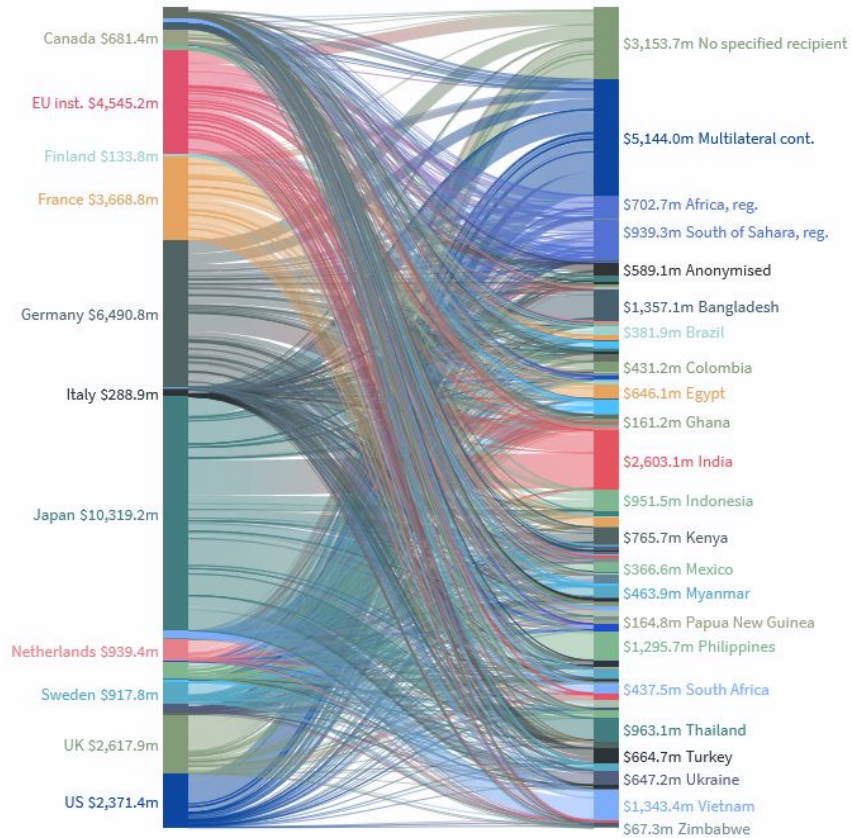 Canada $681.4m
EU inst. $4,545.2m
Finland $133.8m
France $3,668.8m
Germany $6,490.8m
Italy $288.9m
Japan $10,319.2m
Netherlands $939.4m
Sweden $917.8m
UK $2,617.9m
US $2,371.4m
$3,153.7m No specified recipient
$5,144.0m Multilateral cont.
$702.7m Africa, reg.
$939.3m South of Sahara, reg.
$589.1m Anonymised
$1,357.1m Bangladesh
$381.9m Brazil
$431.2m Colombia
$646.1m Egypt
$161.2m Ghana
$2,603.1m India
$951.5m Indonesia
$765.7m Kenya
$366.6m Mexico
$463.9m Myanmar
$164.8m Papua New Guinea
$1,295.7m Philippines
$437.5m South Africa
$963.1m Thailand
$664.7m Turkey
$647.2m Ukraine
$1,343.4m Vietnam
$67.3m Zimbabwe